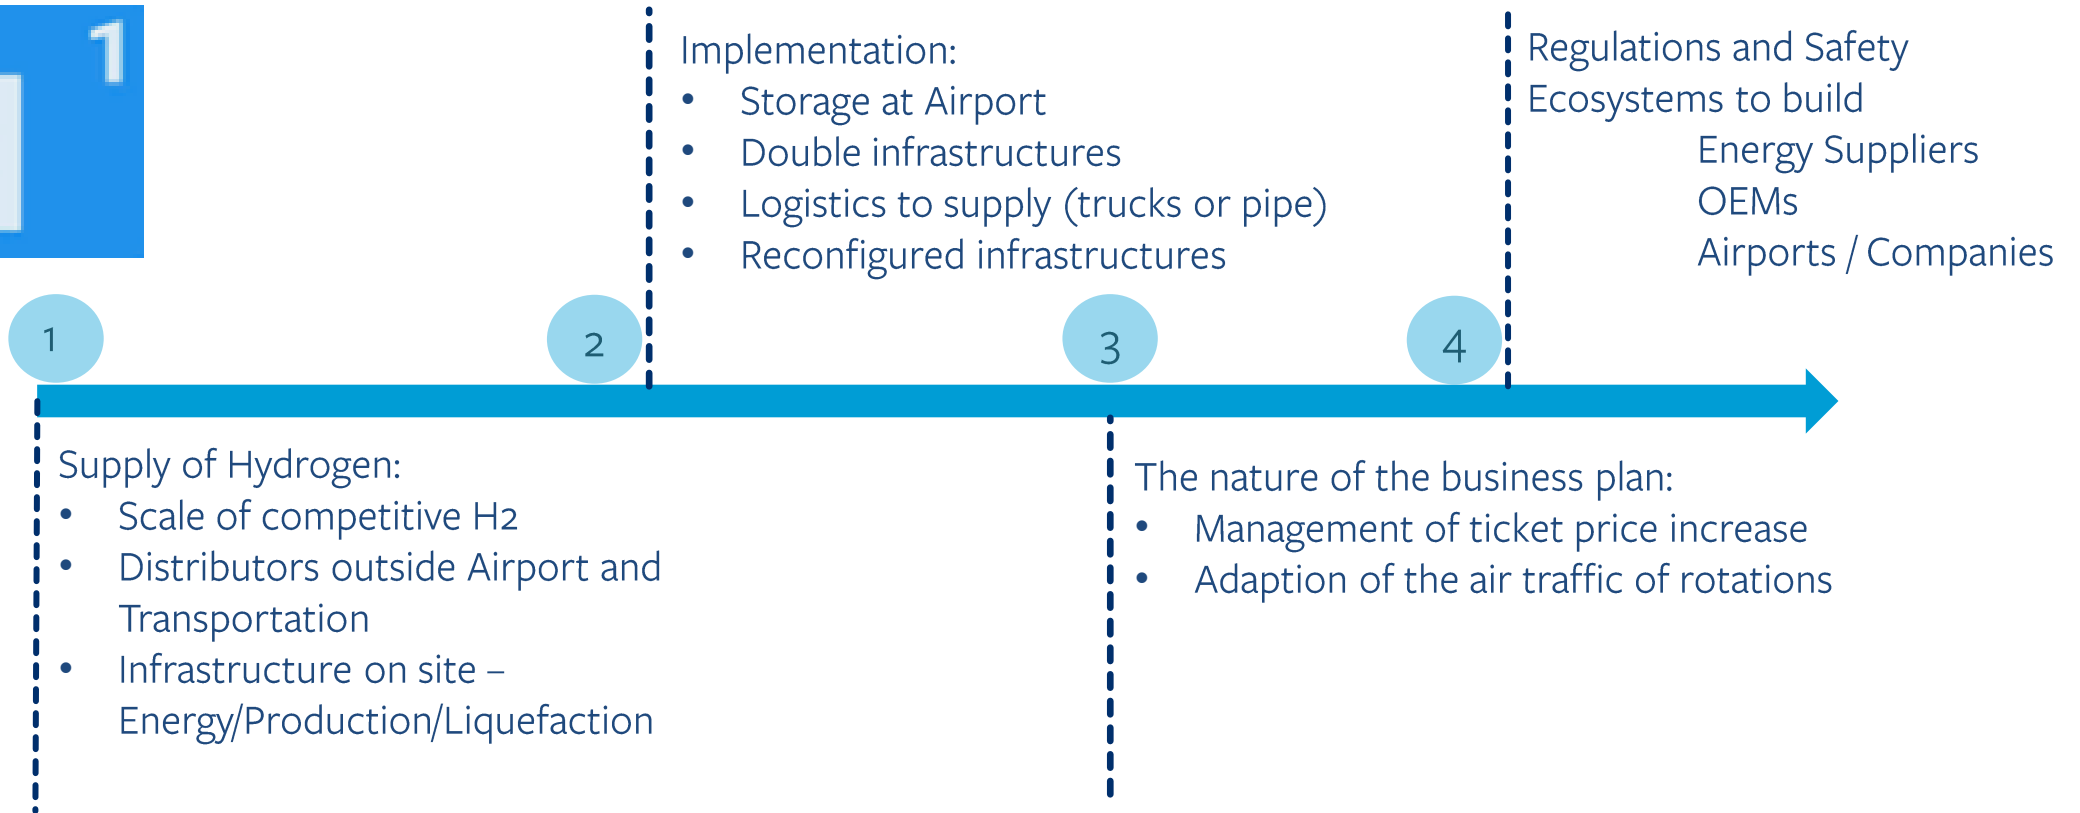 1
Implementation:
• Storage at Airport
• Double infrastructures
• Logistics to supply (trucks or pipe)
• Reconfigured infrastructures
Regulations and Safety
Ecosystems to build
Energy Suppliers
OEMs
Airports / Companies
1
2
3
4
Supply of Hydrogen:
• Scale of competitive H2
• Distributors outside Airport and
Transportation
• Infrastructure on site –
Energy/Production/Liquefaction
The nature of the business plan:
• Management of ticket price increase
• Adaption of the air traffic of rotations